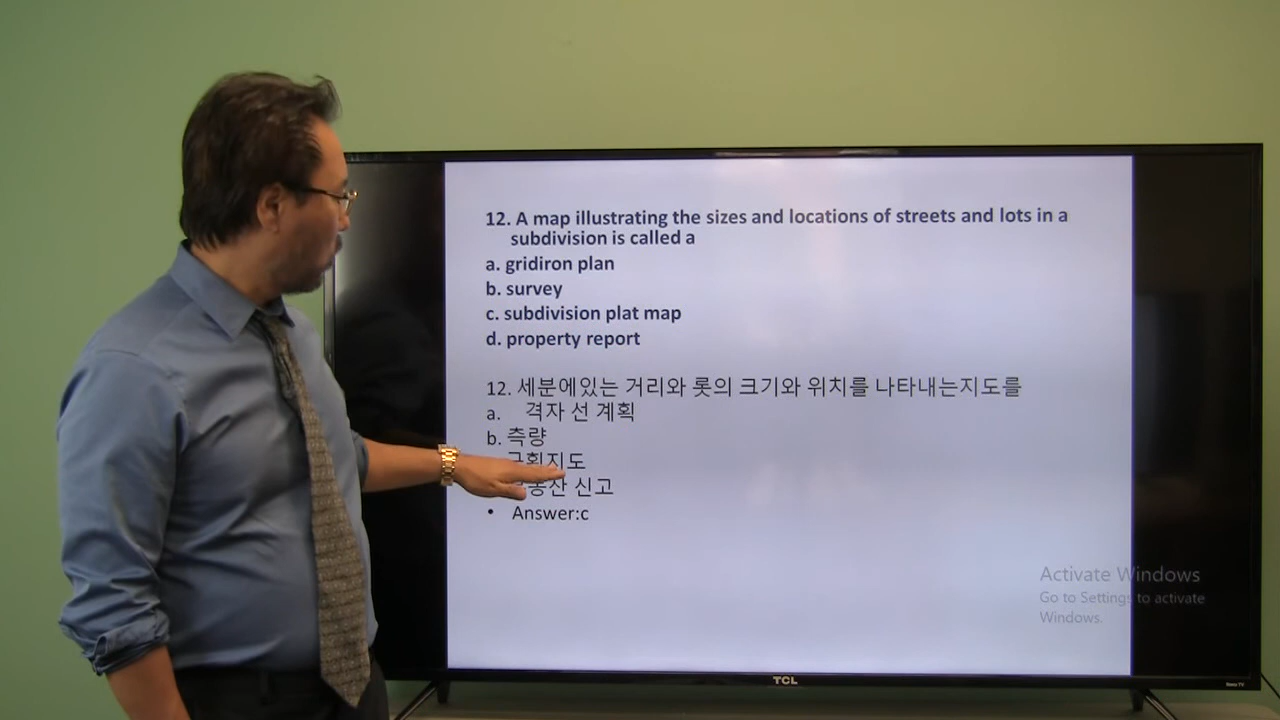 12. A map illustrating the sizes and locations of streets and lots in a
subdivision is called a
a. gridiron plan
b. survey
c. subdivision plat map
d. property report
12. 세분에있는 거리와 롯의 크기와 위치를 나타내는지도를
a. 격자 선 계획
b. 측량
구획지도
신고
• Answer:c
Activate Windows
Go to Settings to activate
Windows.
TCL
Roku TV